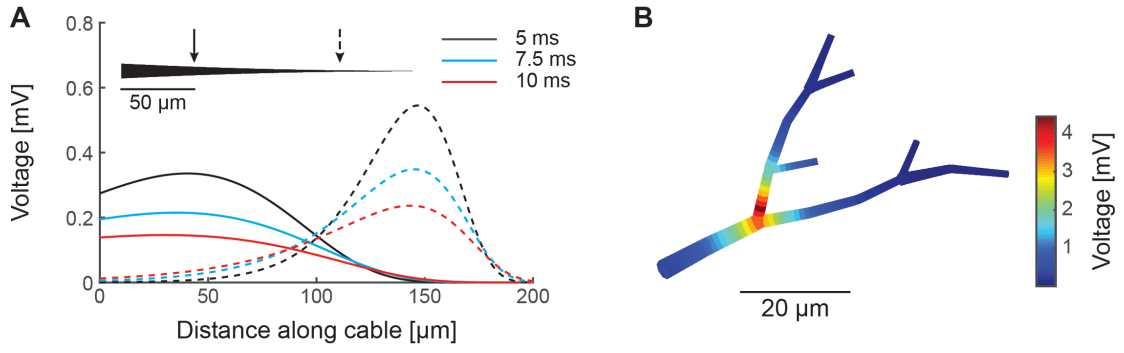 A
0.8
0.6
0.4
0.2
0
Voltage [mV]
50 µm
5 ms
7.5 ms
10 ms
0
50
100
150
200
Distance along cable [µm]
B
20 µm
4
3
2
1
Voltage [mV]